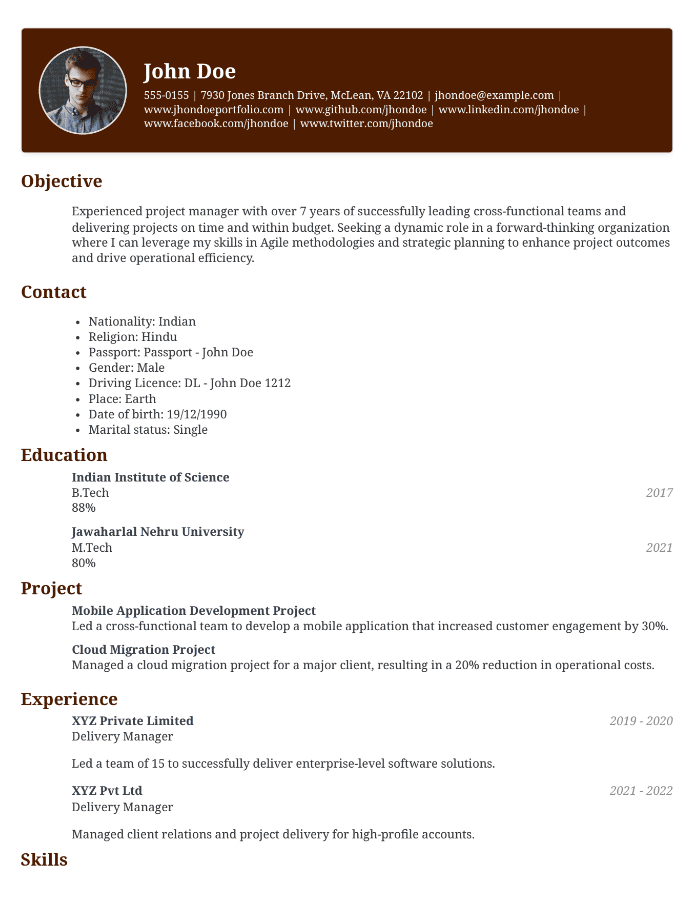 John Doe
555-0155 | 7930 Jones Branch Drive, McLean, VA 22102 | jhondoe@example.com |
www.jhondoeportfolio.com | www.github.com/jhondoe | www.linkedin.com/jhondoe |
www.facebook.com/jhondoe | www.twitter.com/jhondoe
Objective
Experienced project manager with over 7 years of successfully leading cross-functional teams and
delivering projects on time and within budget. Seeking a dynamic role in a forward-thinking organization
where I can leverage my skills in Agile methodologies and strategic planning to enhance project outcomes
and drive operational efficiency.
Contact
• Nationality: Indian
• Religion: Hindu
• Passport: Passport - John Doe
• Gender: Male
• Driving Licence: DL - John Doe 1212
• Place: Earth
• Date of birth: 19/12/1990
• Marital status: Single
Education
Indian Institute of Science
B.Tech 2017
88%
Jawaharlal Nehru University
M.Tech 2021
80%
Project
Mobile Application Development Project
Led a cross-functional team to develop a mobile application that increased customer engagement by 30%.
Cloud Migration Project
Managed a cloud migration project for a major client, resulting in a 20% reduction in operational costs.
Experience
XYZ Private Limited 2019 - 2020
Delivery Manager
Led a team of 15 to successfully deliver enterprise-level software solutions.
XYZ Pvt Ltd 2021 - 2022
Delivery Manager
Managed client relations and project delivery for high-profile accounts.
Skills